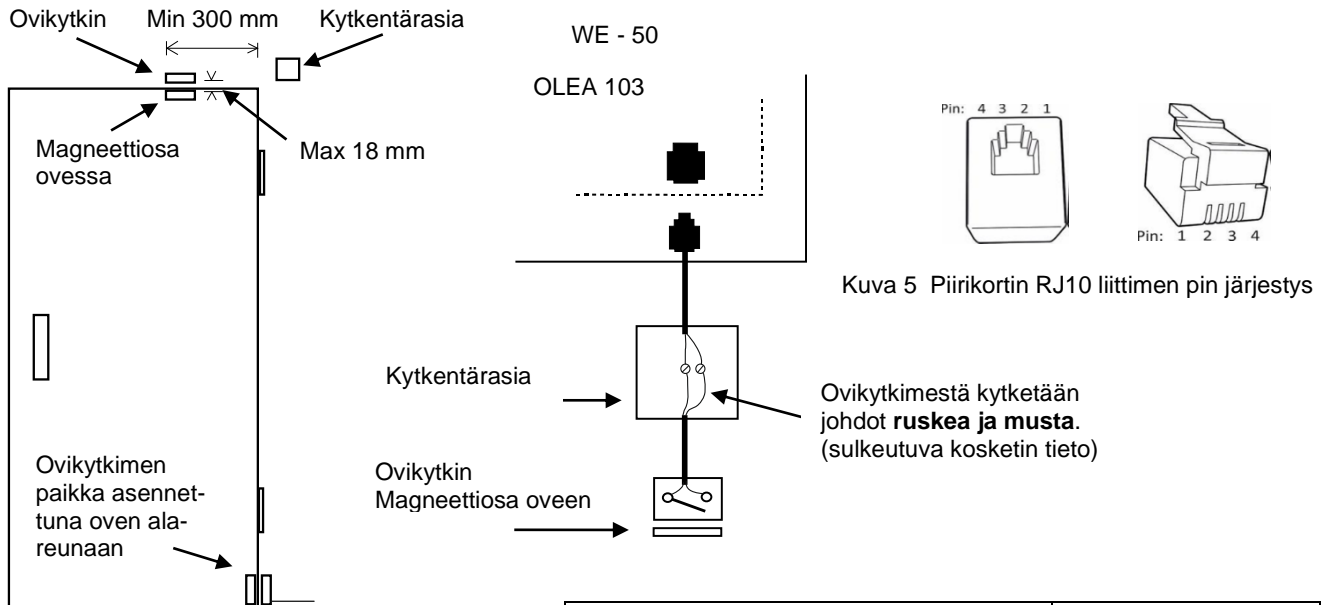 Ovikytkin
Min 300 mm
Kytkentärasia
Magneettiosa
ovessa
Max 18 mm
Ovikytkimen
paikka asennet-
tuna oven ala-
reunaan
WE - 50
OLEA 103
Kytkentärasia
Ovikytkin
Magneettiosa oveen
Ovikytkimestä kytketään
johdot ruskea ja musta.
(sulkeutuva kosketin tieto)
Pin: 4 3 2 1
Pin: 1 2 3 4
Kuva 5 Piirikortin RJ10 liittimen pin järjestys